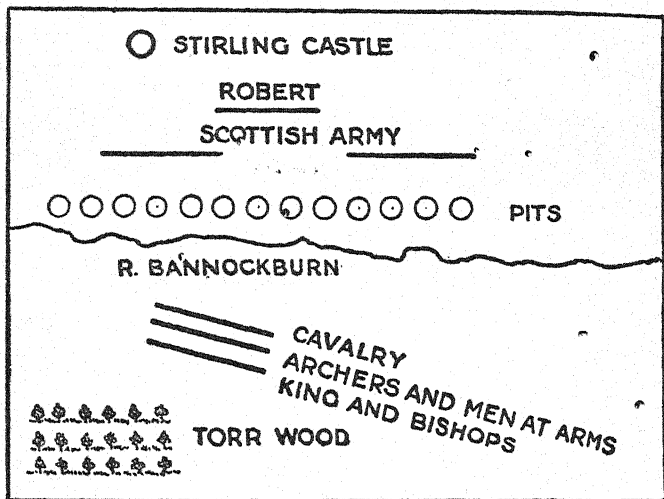 STIRLING CASTLE
ROBERT
SCOTTISH ARMY
PITS
R. BANNOCKBURN
CAVALRY
ARCHERS AND MEN AT ARMS
KING AND BISHOPS
TORR WOOD